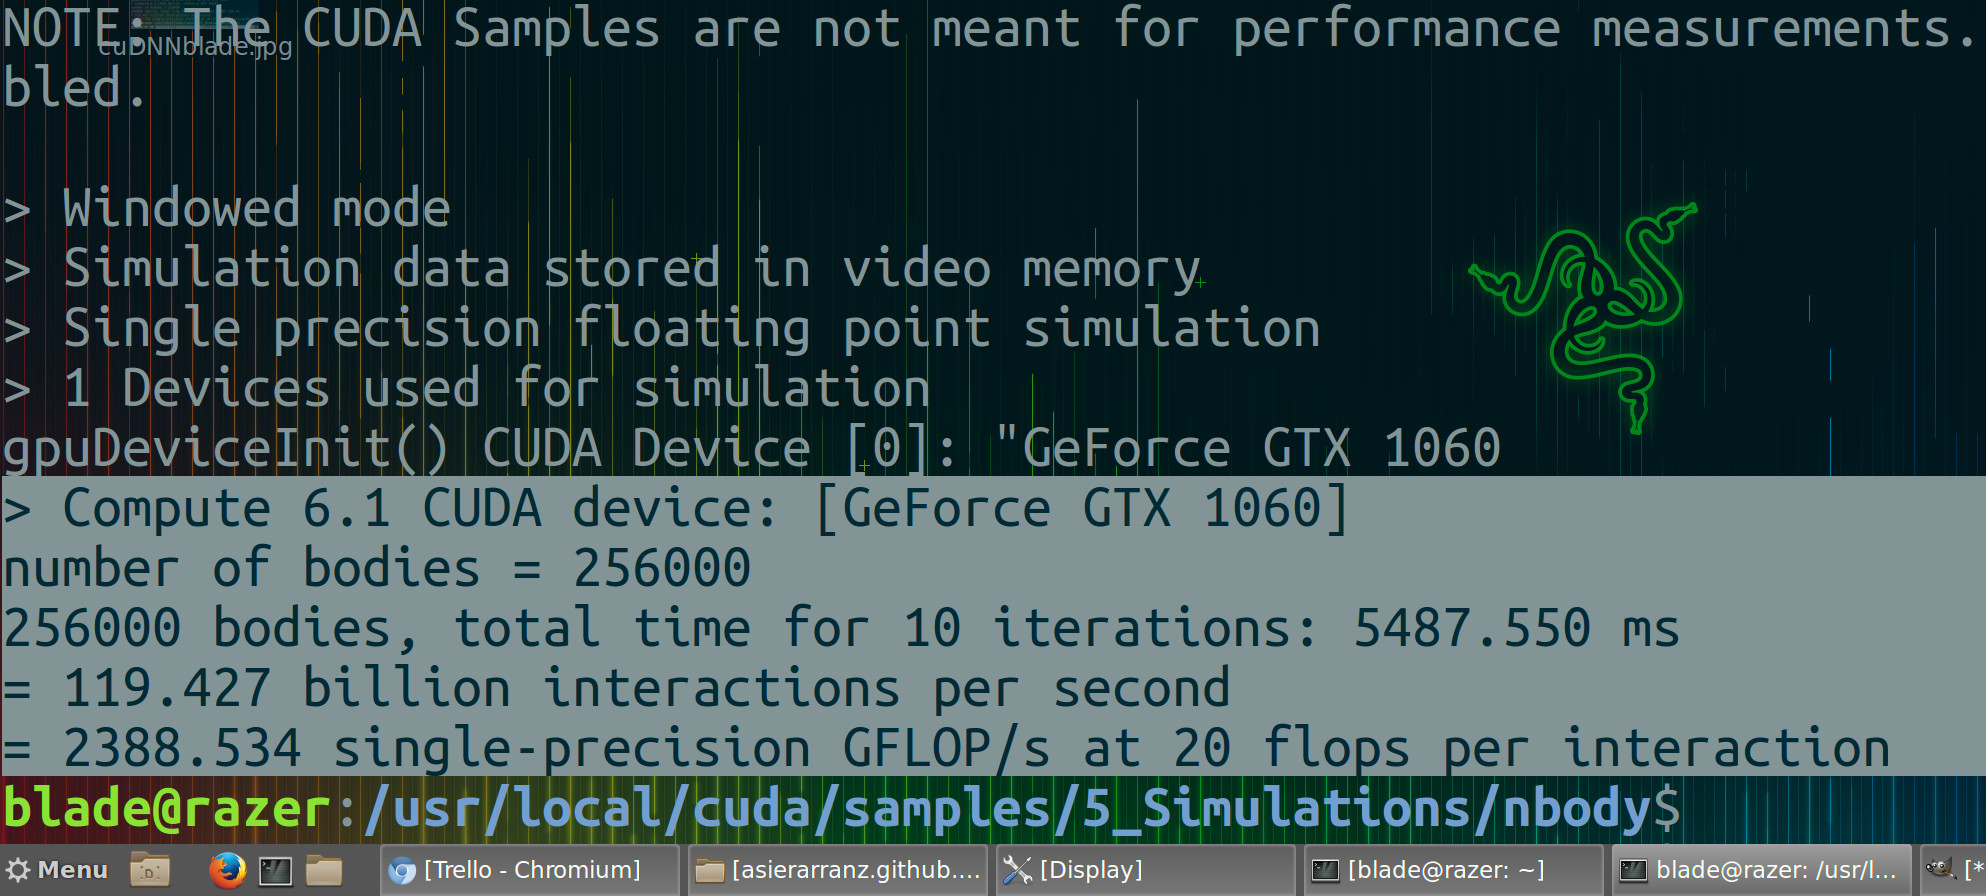 NOTE: The CUDA Samples are not meant for performance measurements.
cuDNNblade.jpg
bled.
> Windowed mode
> Simulation data stored in video memory
> Single precision floating point simulation
> 1 Devices used for simulation
gpuDeviceInit() CUDA Device [0]: "GeForce GTX 1060
> Compute 6.1 CUDA device: [GeForce GTX 1060]
number of bodies = 256000
256000 bodies, total time for 10 iterations: 5487.550 ms
= 119.427 billion interactions per second
= 2388.534 single-precision GFLOP/s at 20 flops per interaction
blade@razer:/usr/local/cuda/samples/5_Simulations/nbody$
Menu [Trello - Chromium] [asierarranz.github.... [Display] [blade@razer: ~] blade@razer: /usr/l... [*